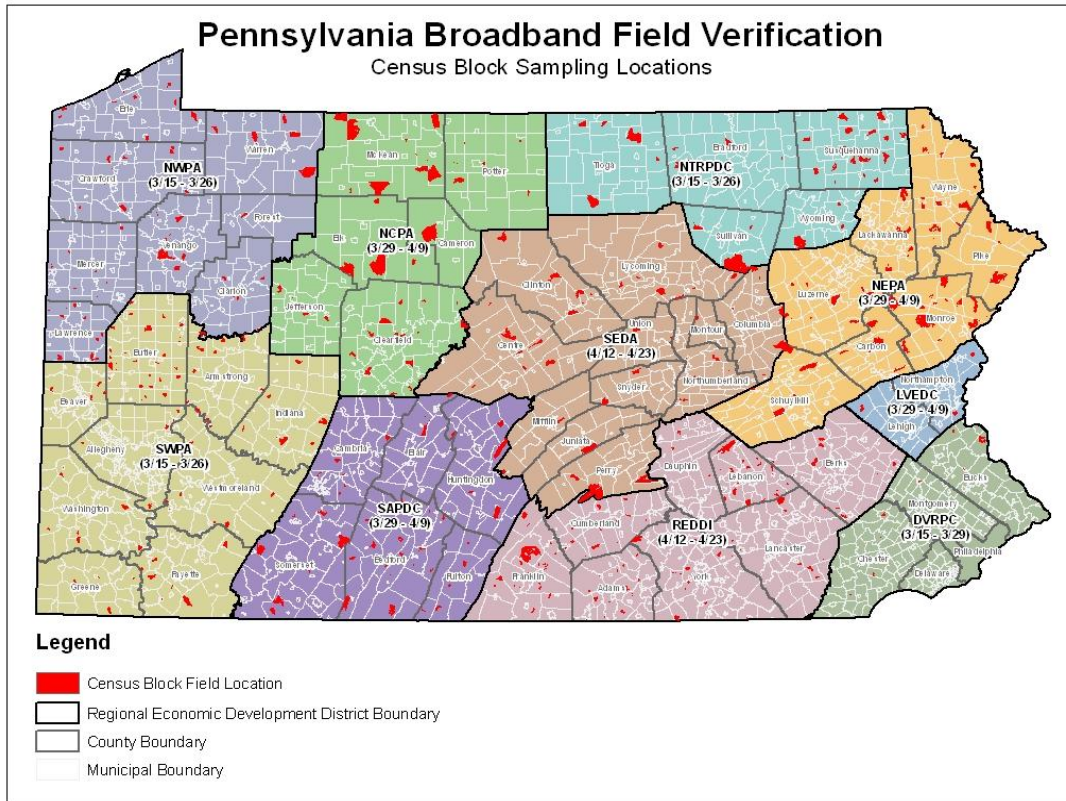 Pennsylvania Broadband Field Verification
Census Block Sampling Locations
Erie
Warren
McKean
Potter
Tioga
Bradford
Susquehanna
Wayne
NWPA
(3/15 - 3/26)
Crawford
NTRPDC
(3/15 - 3/26)
Forest
Wyoming
Lackawanna
Venango
Elk
NCPA
(3/29 - 4/9)
Cameron
Sullivan
Pike
Mercer
Clarion
Clinton
Lycoming
Luzerne
NEPA
(3/29 - 4/9)
Jefferson
Monroe
Lawrence
Clearfield
Centre
Union
Montour
Columbia
SEDA
(4/12 - 4/23)
Carbon
Butler
Armstrong
Snyder
Northumberland
Northampton
LVEDC
(3/29 - 4/9)
Lehigh
Beaver
Indiana
Schuylkill
Mifflin
Juniata
Allegheny
SWPA
(3/15 - 3/26)
Cambria
Blair
Perry
Dauphin
Lebanon
Berks
Bucks
Westmoreland
Huntingdon
Montgomery
Washington
SAPDC
(3/29 - 4/9)
Cumberland
REDDI
(4/12 - 4/23)
DVRPC
(3/15 - 3/29)
Lancaster
Chester
Philadelphia
Somerset
Bedford
Fulton
Franklin
Adams
York
Delaware
Greene
Fayette
Legend
Census Block Field Location
Regional Economic Development District Boundary
County Boundary
Municipal Boundary